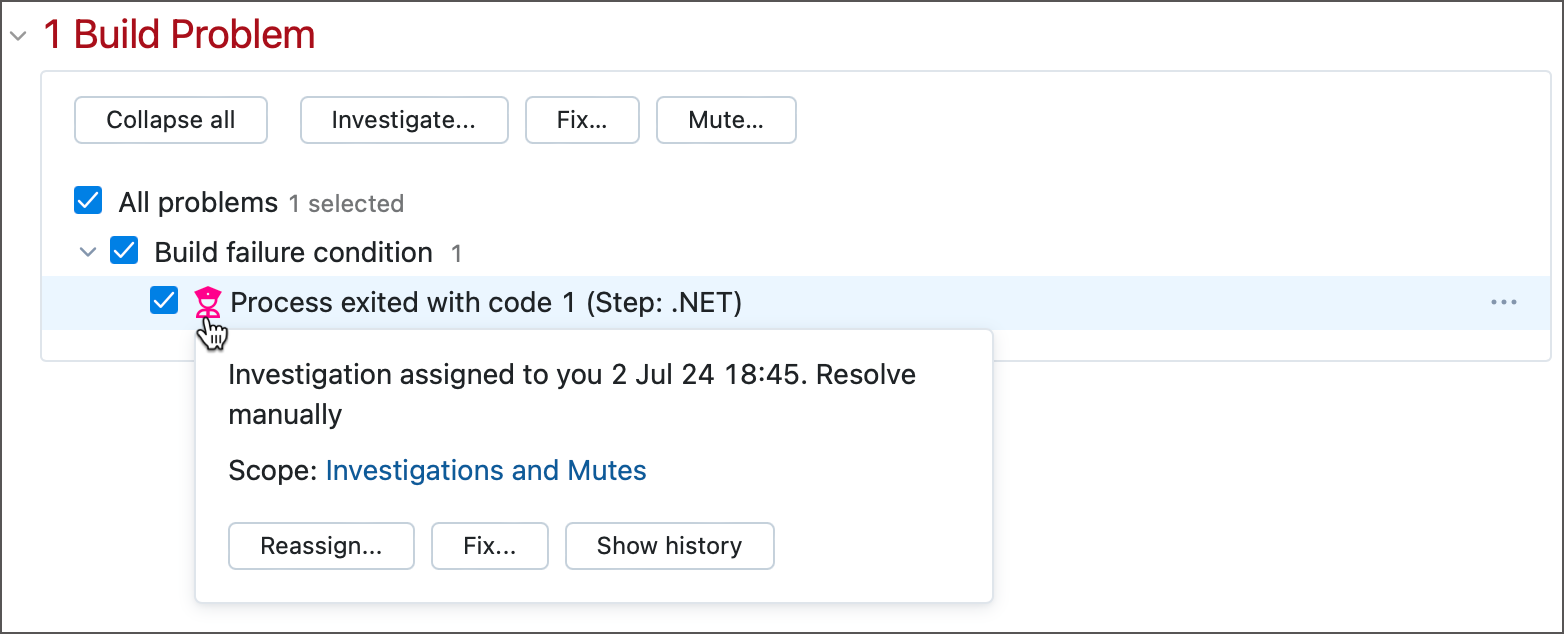 1 Build Problem
Collapse all Investigate... Fix... Mute...
All problems 1 selected
Build failure condition 1
Process exited with code 1 (Step: .NET)
Investigation assigned to you 2 Jul 24 18:45. Resolve
manually
Scope: Investigations and Mutes
Reassign... Fix... Show history